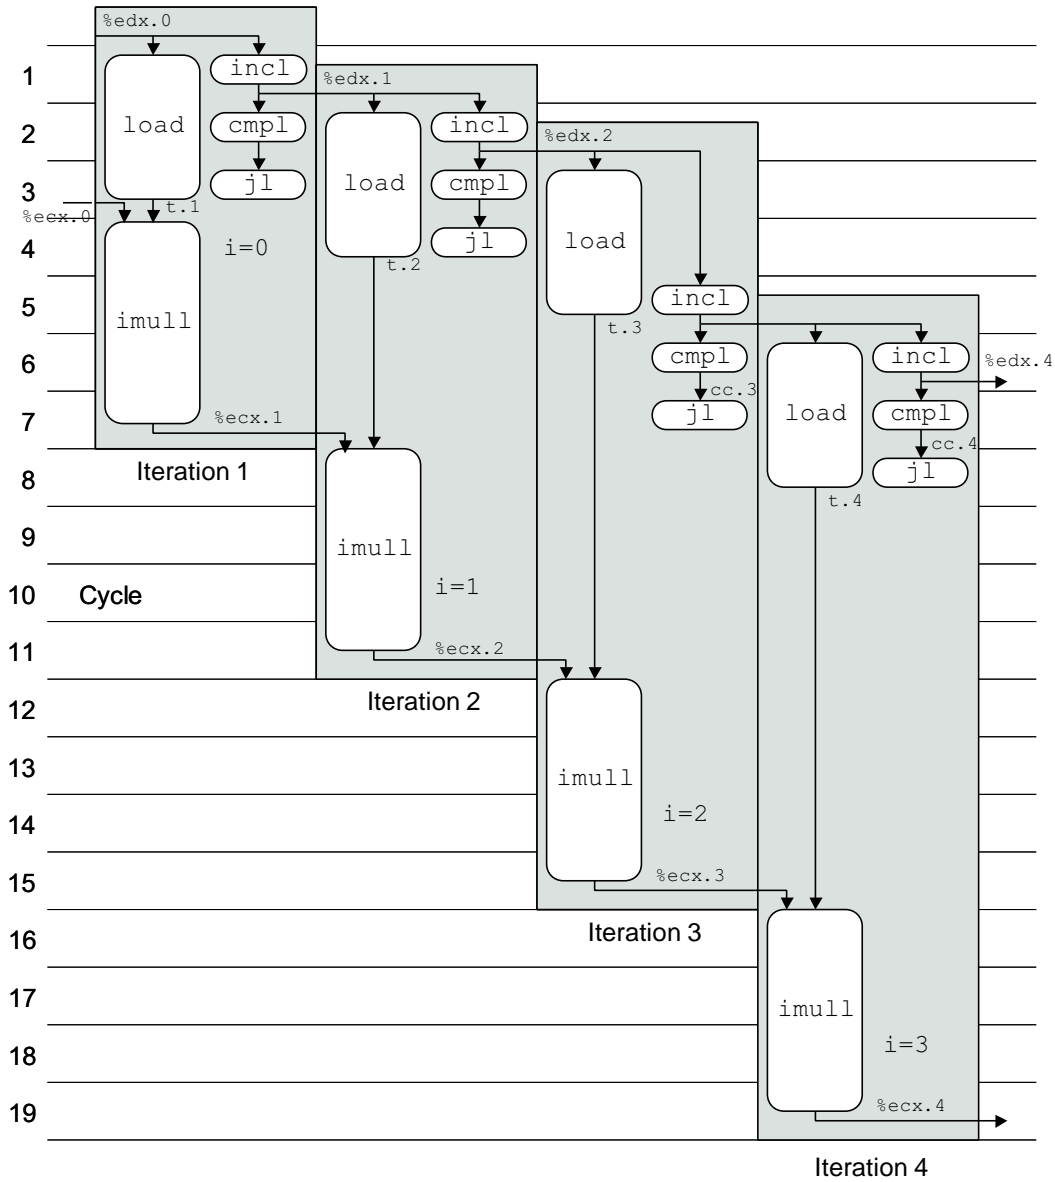 %edx.0
1
incl
%edx.1
load
cmpl
2
incl
%edx.2
jl
load
cmpl
3
t.1
%ecx.0
load
jl
4
i=0
t.2
incl
5
imull
t.3
cmpl
incl
%edx.4
6
cc.3
jl
load
cmpl
7
%ecx.1
cc.4
Iteration 1
jl
8
t.4
9
imull
i=1
10
Cycle
11
%ecx.2
Iteration 2
12
13
imull
14
i=2
15
%ecx.3
Iteration 3
16
17
imull
18
i=3
19
%ecx.4
Iteration 4